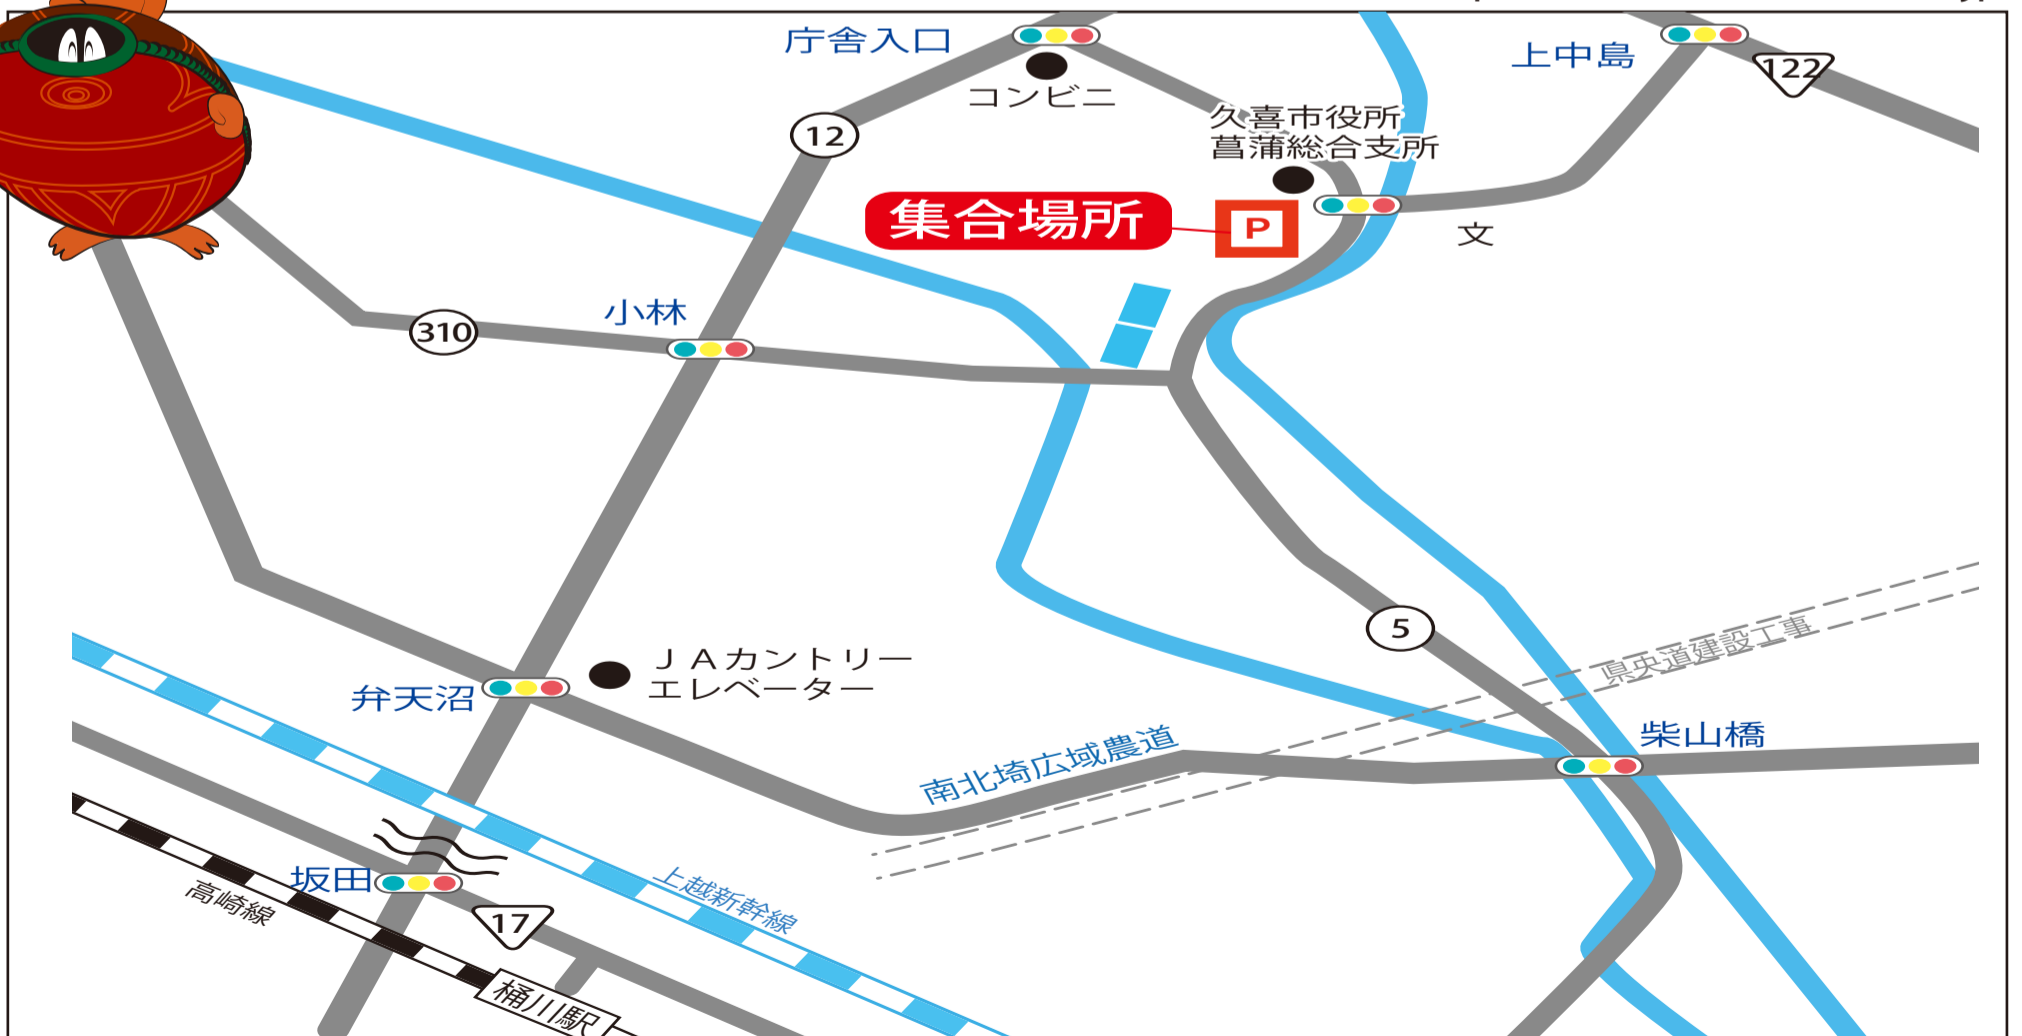 庁舎入口
上中島
122
コンビニ
久喜市役所
菖蒲総合支所
12
集合場所
P
文
小林
310
5
県央道建設工事
JAカントリー
エレベーター
弁天沼
柴山橋
南北埼広域農道
坂田
高崎線
上越新幹線
17
桶川駅